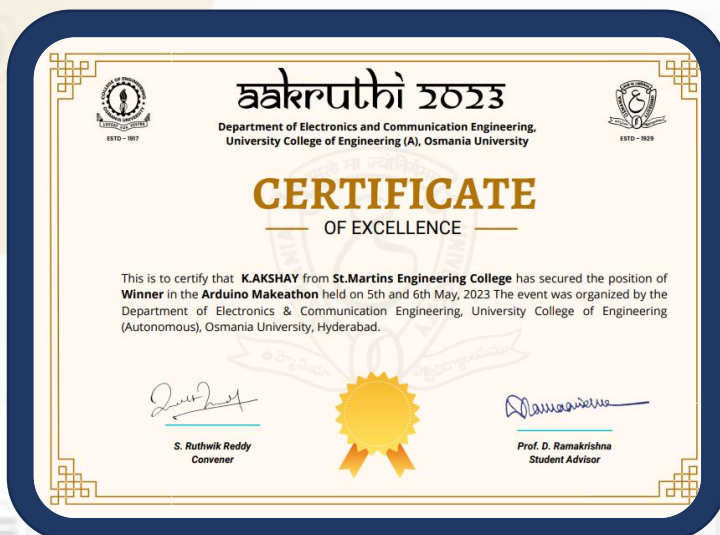 aakruthi 2023
Department of Electronics and Communication Engineering,
University College of Engineering (A), Osmania University
ESTD – 1917
ESTD – 1929
CERTIFICATE
OF EXCELLENCE
This is to certify that K.AKSHAY from St.Martins Engineering College has secured the position of
Winner in the Arduino Makeathon held on 5th and 6th May, 2023 The event was organized by the
Department of Electronics & Communication Engineering, University College of Engineering
(Autonomous), Osmania University, Hyderabad.
S. Ruthwik Reddy
Convener
Prof. D. Ramakrishna
Student Advisor